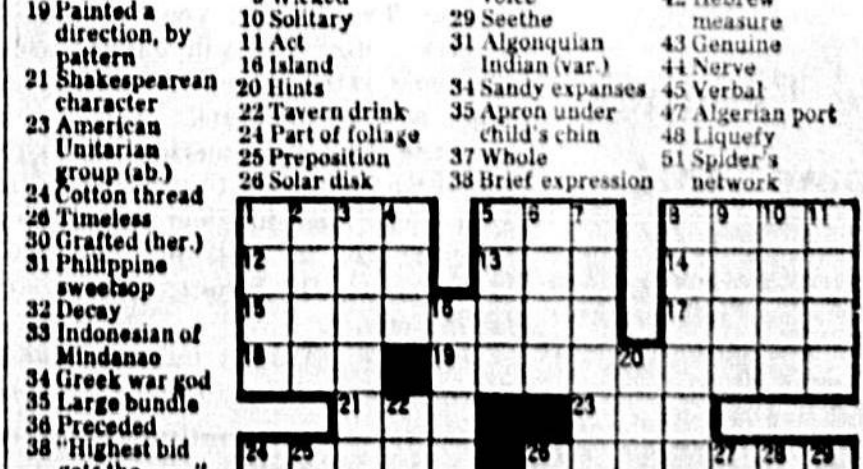 19 Painted a
direction, by
pattern
21 Shakespearean
character
23 American
Unitarian
group (ab.)
24 Cotton thread
26 Timeless
30 Grafted (her.)
31 Philippine
sweetsop
32 Decay
33 Indonesian of
Mindanao
34 Greek war god
35 Large bundle
36 Preceded
38 "Highest bid
10 Solitary
11 Act
16 Island
20 Hints
22 Tavern drink
24 Part of foliage
25 Preposition
26 Solar disk
29 Seethe
31 Algonquian
Indian (var.)
34 Sandy expanses
35 Apron under
child's chin
37 Whole
38 Brief expression
measure
43 Genuine
44 Nerve
45 Verbal
47 Algerian port
48 Liquefy
51 Spider's
network
1 2 3 4 5 6 7 8 9 10 11
12 13 14
15 16 17
18 19 20
21 22 23
24 25 26 27 28 29